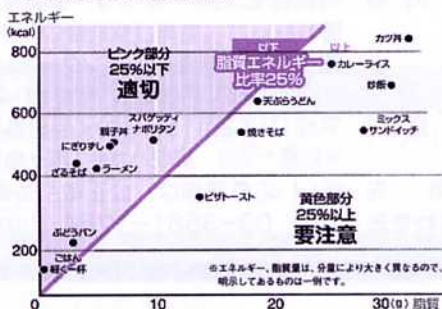 エネルギー
(kcal)
800
600
400
200
0
10
20
30(g) 脂質
ピンク部分
25%以下
適切
以下
以上
脂質エネルギー
比率25%
カツ丼
カレーライス
炒飯
天ぷらうどん
ミックス
サンドイッチ
焼きそば
スパゲッティ
ナポリタン
親子丼
にぎりずし
ざるそば
ラーメン
ピザトースト
ぶどうパン
ごはん
軽く一杯
黄色部分
25%以上
要注意
※エネルギー、脂質量は、分量により大きく異なるので、
明示してあるものは一例です。